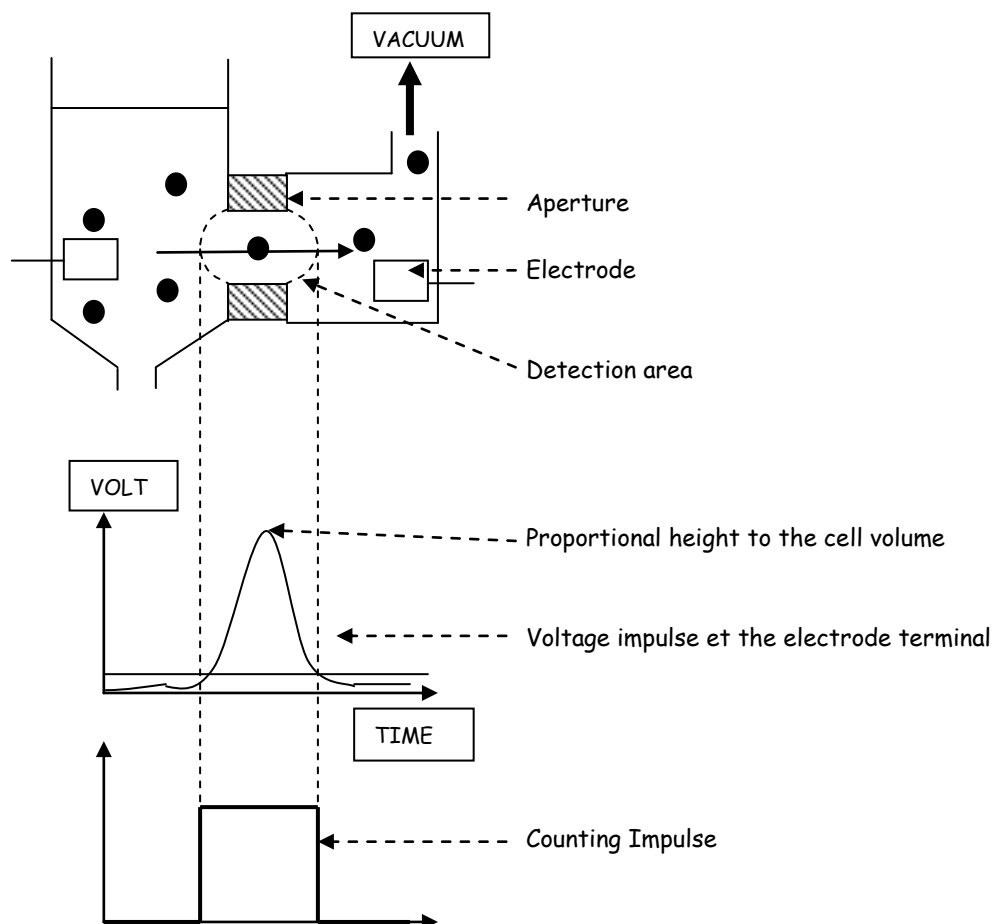 VACUUM
Aperture
Electrode
Detection area
VOLT
Proportional height to the cell volume
Voltage impulse et the electrode terminal
TIME
Counting Impulse